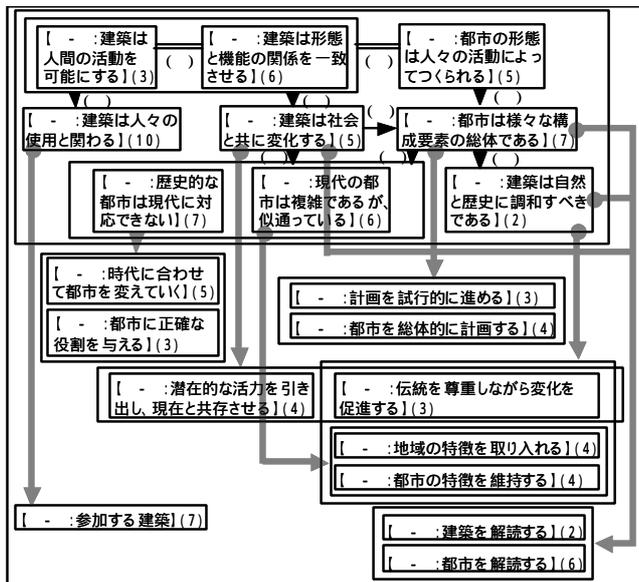 【 - :建築は
人間の活動を
可能にする】(3)
【 - :建築は形態
と機能の関係を一致
させる】(6)
【 - :都市の形態
は人々の活動によっ
てつくられる】(5)
( )
( )
( )
( )
【 - :建築は人々の
使用と関わる】(10)
【 - :建築は社会
と共に変化する】(5)
( )
【 - :都市は様々な構
成要素の総体である】(7)
( )
( )
( )
【 - :歴史的な
都市は現代に対
応できない】(7)
【 - :現代の都
市は複雑であるが、
似通っている】(6)
【 - :建築は自然
と歴史に調和すべき
である】(2)
【 - :時代に合わせ
て都市を変えていく】(5)
【 - :都市に正確な
役割を与える】(3)
【 - :計画を試行的に進める】(3)
【 - :都市を総体的に計画する】(4)
【 - :潜在的な活力を引き
出し、現在と共存させる】(4)
【 - :伝統を尊重しながら変化を
促進する】(3)
【 - :地域の特徴を取り入れる】(4)
【 - :都市の特徴を維持する】(4)
【 - :参加する建築】(7)
【 - :建築を解読する】(2)
【 - :都市を解読する】(6)